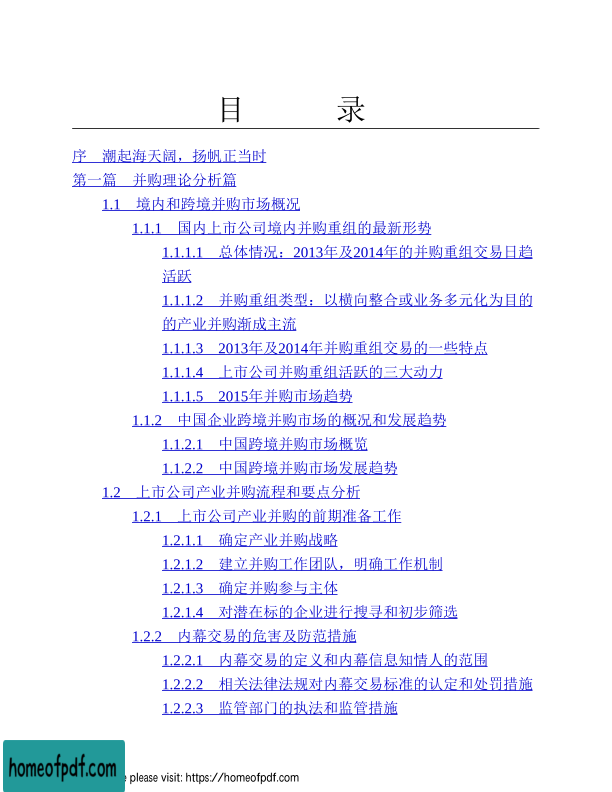 目 录
序 潮起海天阔，扬帆正当时
第一篇 并购理论分析篇
1.1 境内和跨境并购市场概况
1.1.1 国内上市公司境内并购重组的最新形势
1.1.1.1 总体情况：2013年及2014年的并购重组交易日趋
活跃
1.1.1.2 并购重组类型：以横向整合或业务多元化为目的
的产业并购渐成主流
1.1.1.3 2013年及2014年并购重组交易的一些特点
1.1.1.4 上市公司并购重组活跃的三大动力
1.1.1.5 2015年并购市场趋势
1.1.2 中国企业跨境并购市场的概况和发展趋势
1.1.2.1 中国跨境并购市场概览
1.1.2.2 中国跨境并购市场发展趋势
1.2 上市公司产业并购流程和要点分析
1.2.1 上市公司产业并购的前期准备工作
1.2.1.1 确定产业并购战略
1.2.1.2 建立并购工作团队，明确工作机制
1.2.1.3 确定并购参与主体
1.2.1.4 对潜在标的企业进行搜寻和初步筛选
1.2.2 内幕交易的危害及防范措施
1.2.2.1 内幕交易的定义和内幕信息知情人的范围
1.2.2.2 相关法律法规对内幕交易标准的认定和处罚措施
1.2.2.3 监管部门的执法和监管措施
homeofpdf.com
please visit: https://homeofpdf.com